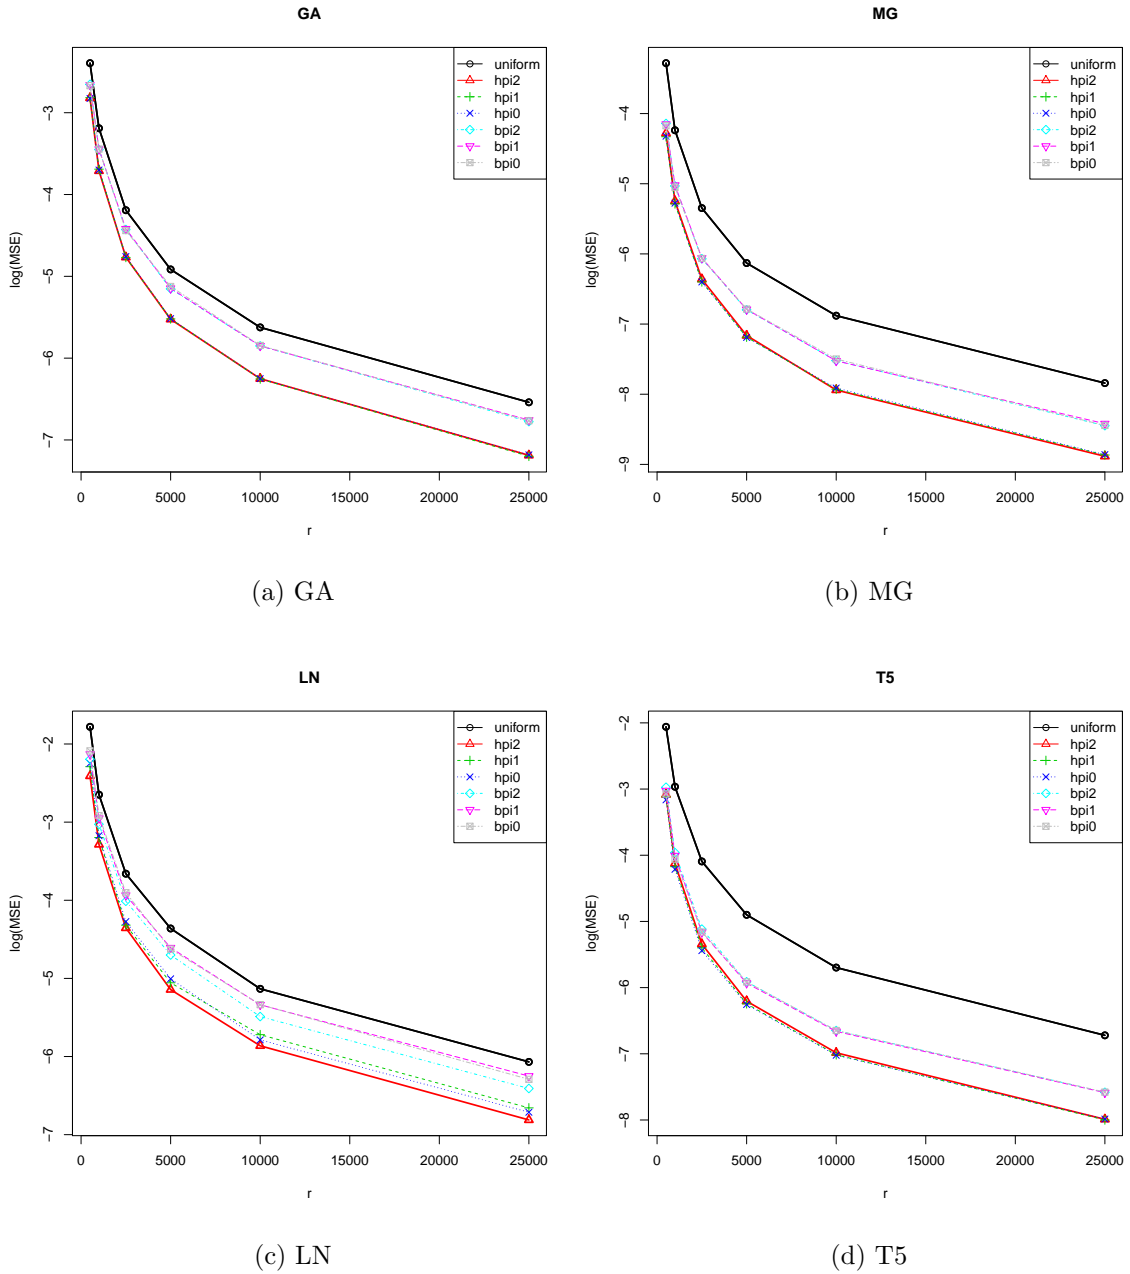 GA
log(MSE)
-3
-4
-5
-6
-7
0 5000 10000 15000 20000 25000
r
uniform
hpi2
hpi1
hpi0
bpi2
bpi1
bpi0
(a) GA
MG
log(MSE)
-4
-5
-6
-7
-8
-9
0 5000 10000 15000 20000 25000
r
uniform
hpi2
hpi1
hpi0
bpi2
bpi1
bpi0
(b) MG
LN
log(MSE)
-2
-3
-4
-5
-6
-7
0 5000 10000 15000 20000 25000
r
uniform
hpi2
hpi1
hpi0
bpi2
bpi1
bpi0
(c) LN
T5
log(MSE)
-2
-3
-4
-5
-6
-7
-8
0 5000 10000 15000 20000 25000
r
uniform
hpi2
hpi1
hpi0
bpi2
bpi1
bpi0
(d) T5